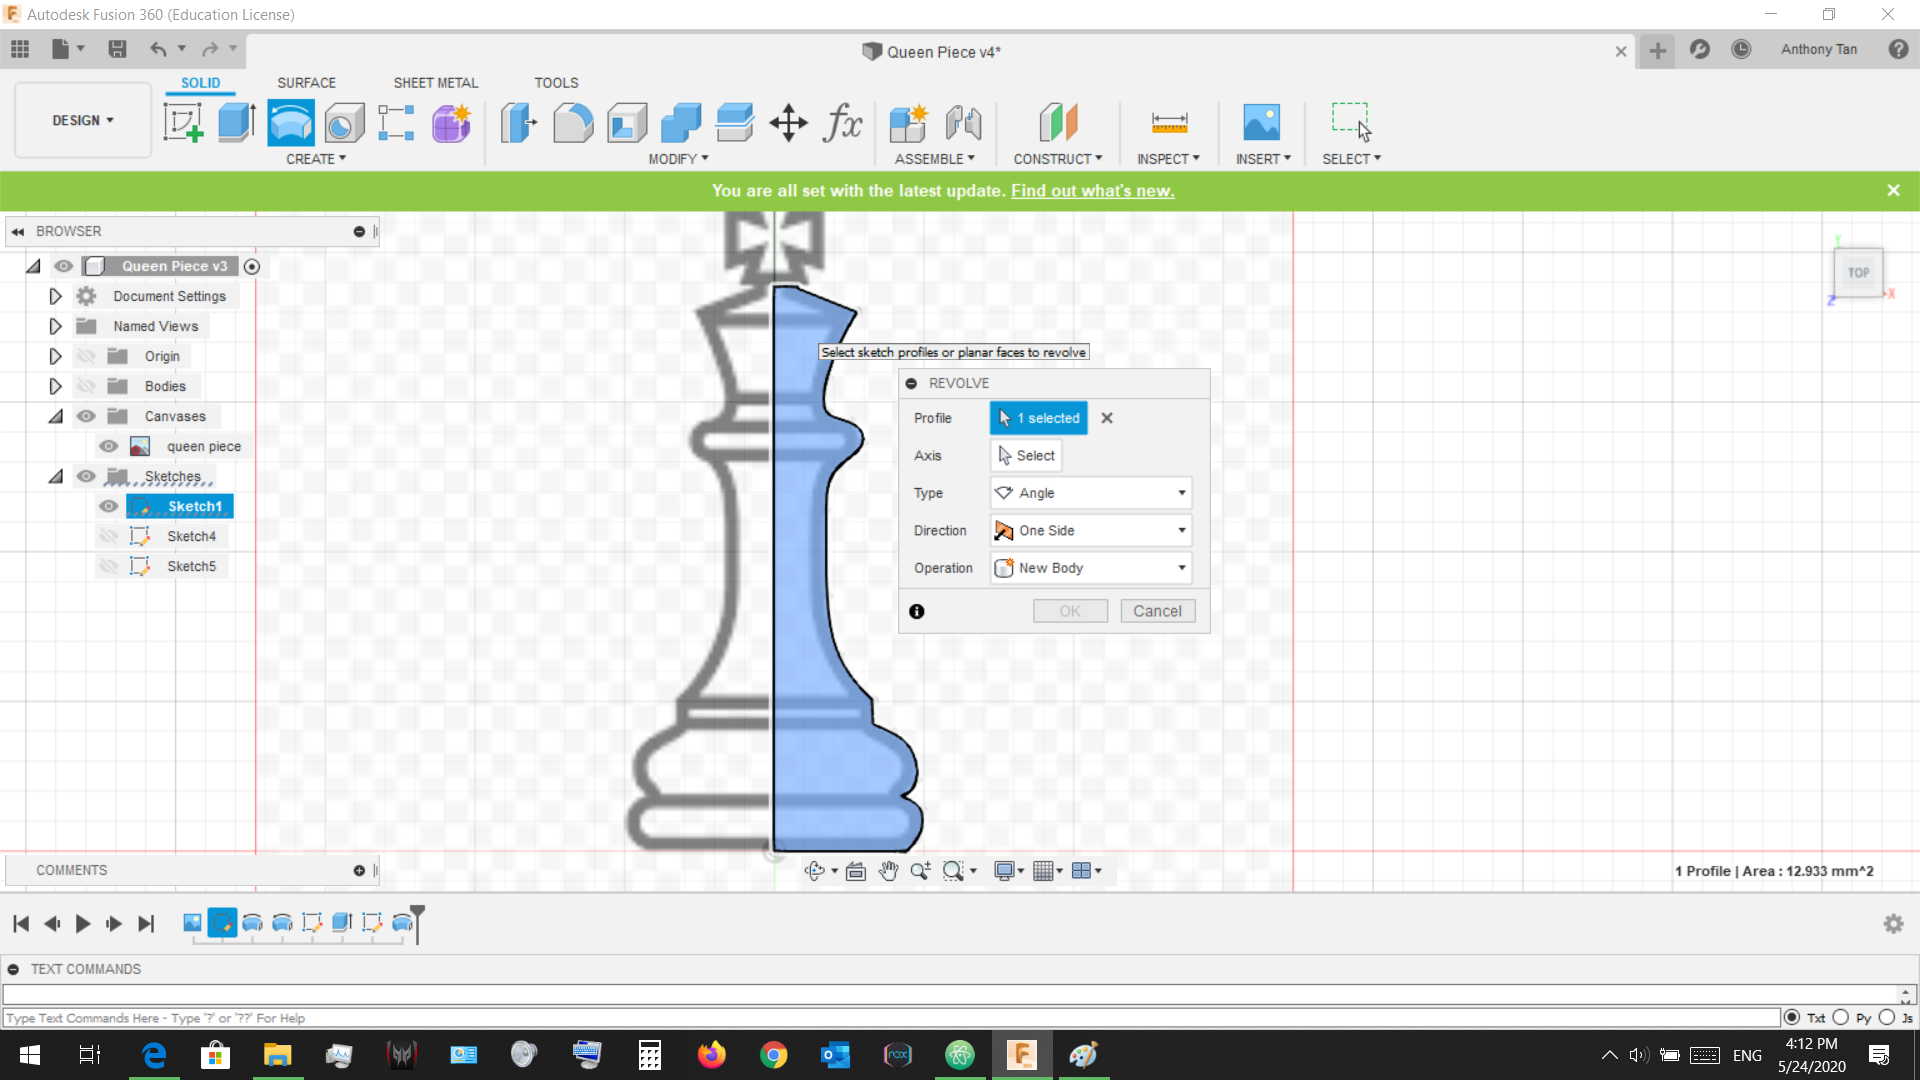 Autodesk Fusion 360 (Education License)
Queen Piece v4*
Anthony Tan
SOLID
SURFACE
SHEET METAL
TOOLS
DESIGN
CREATE
MODIFY
ASSEMBLE
CONSTRUCT
INSPECT
INSERT
SELECT
You are all set with the latest update. Find out what's new.
BROWSER
Queen Piece v3
Document Settings
Named Views
Origin
Bodies
Canvases
queen piece
Sketches
Sketch1
Sketch4
Sketch5
Y
TOP
X
Z
Select sketch profiles or planar faces to revolve
REVOLVE
Profile 1 selected
Axis Select
Type Angle
Direction One Side
Operation New Body
OK Cancel
COMMENTS
1 Profile | Area : 12.933 mm^2
TEXT COMMANDS
Type Text Commands Here - Type '?' or '??' For Help
Txt Py Js
ENG
4:12 PM
5/24/2020